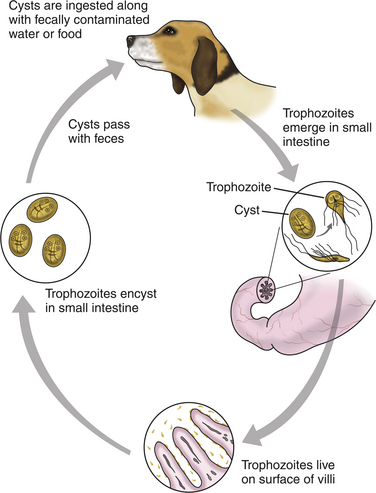 Cysts are ingested along
with fecally contaminated
water or food
Cysts pass
with feces
Trophozoites
emerge in small
intestine
Trophozoite
Cyst
Trophozoites encyst
in small intestine
Trophozoites live
on surface of villi